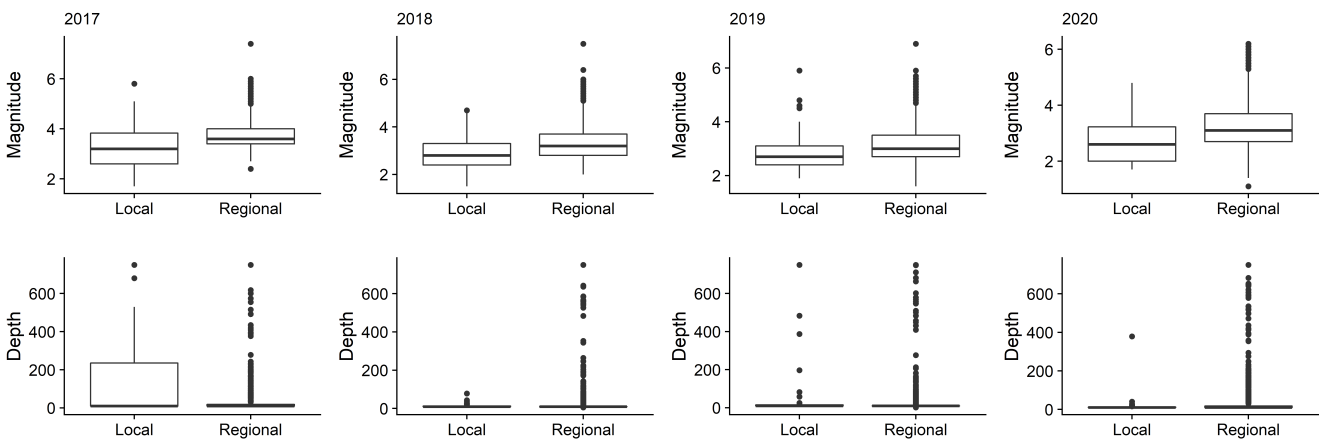 2017
2018
2019
2020
Magnitude
6
4
2
Local
Regional
Magnitude
6
4
2
Local
Regional
Magnitude
6
4
2
Local
Regional
Magnitude
6
4
2
Local
Regional
Depth
600
400
200
0
Local
Regional
Depth
600
400
200
0
Local
Regional
Depth
600
400
200
0
Local
Regional
Depth
600
400
200
0
Local
Regional